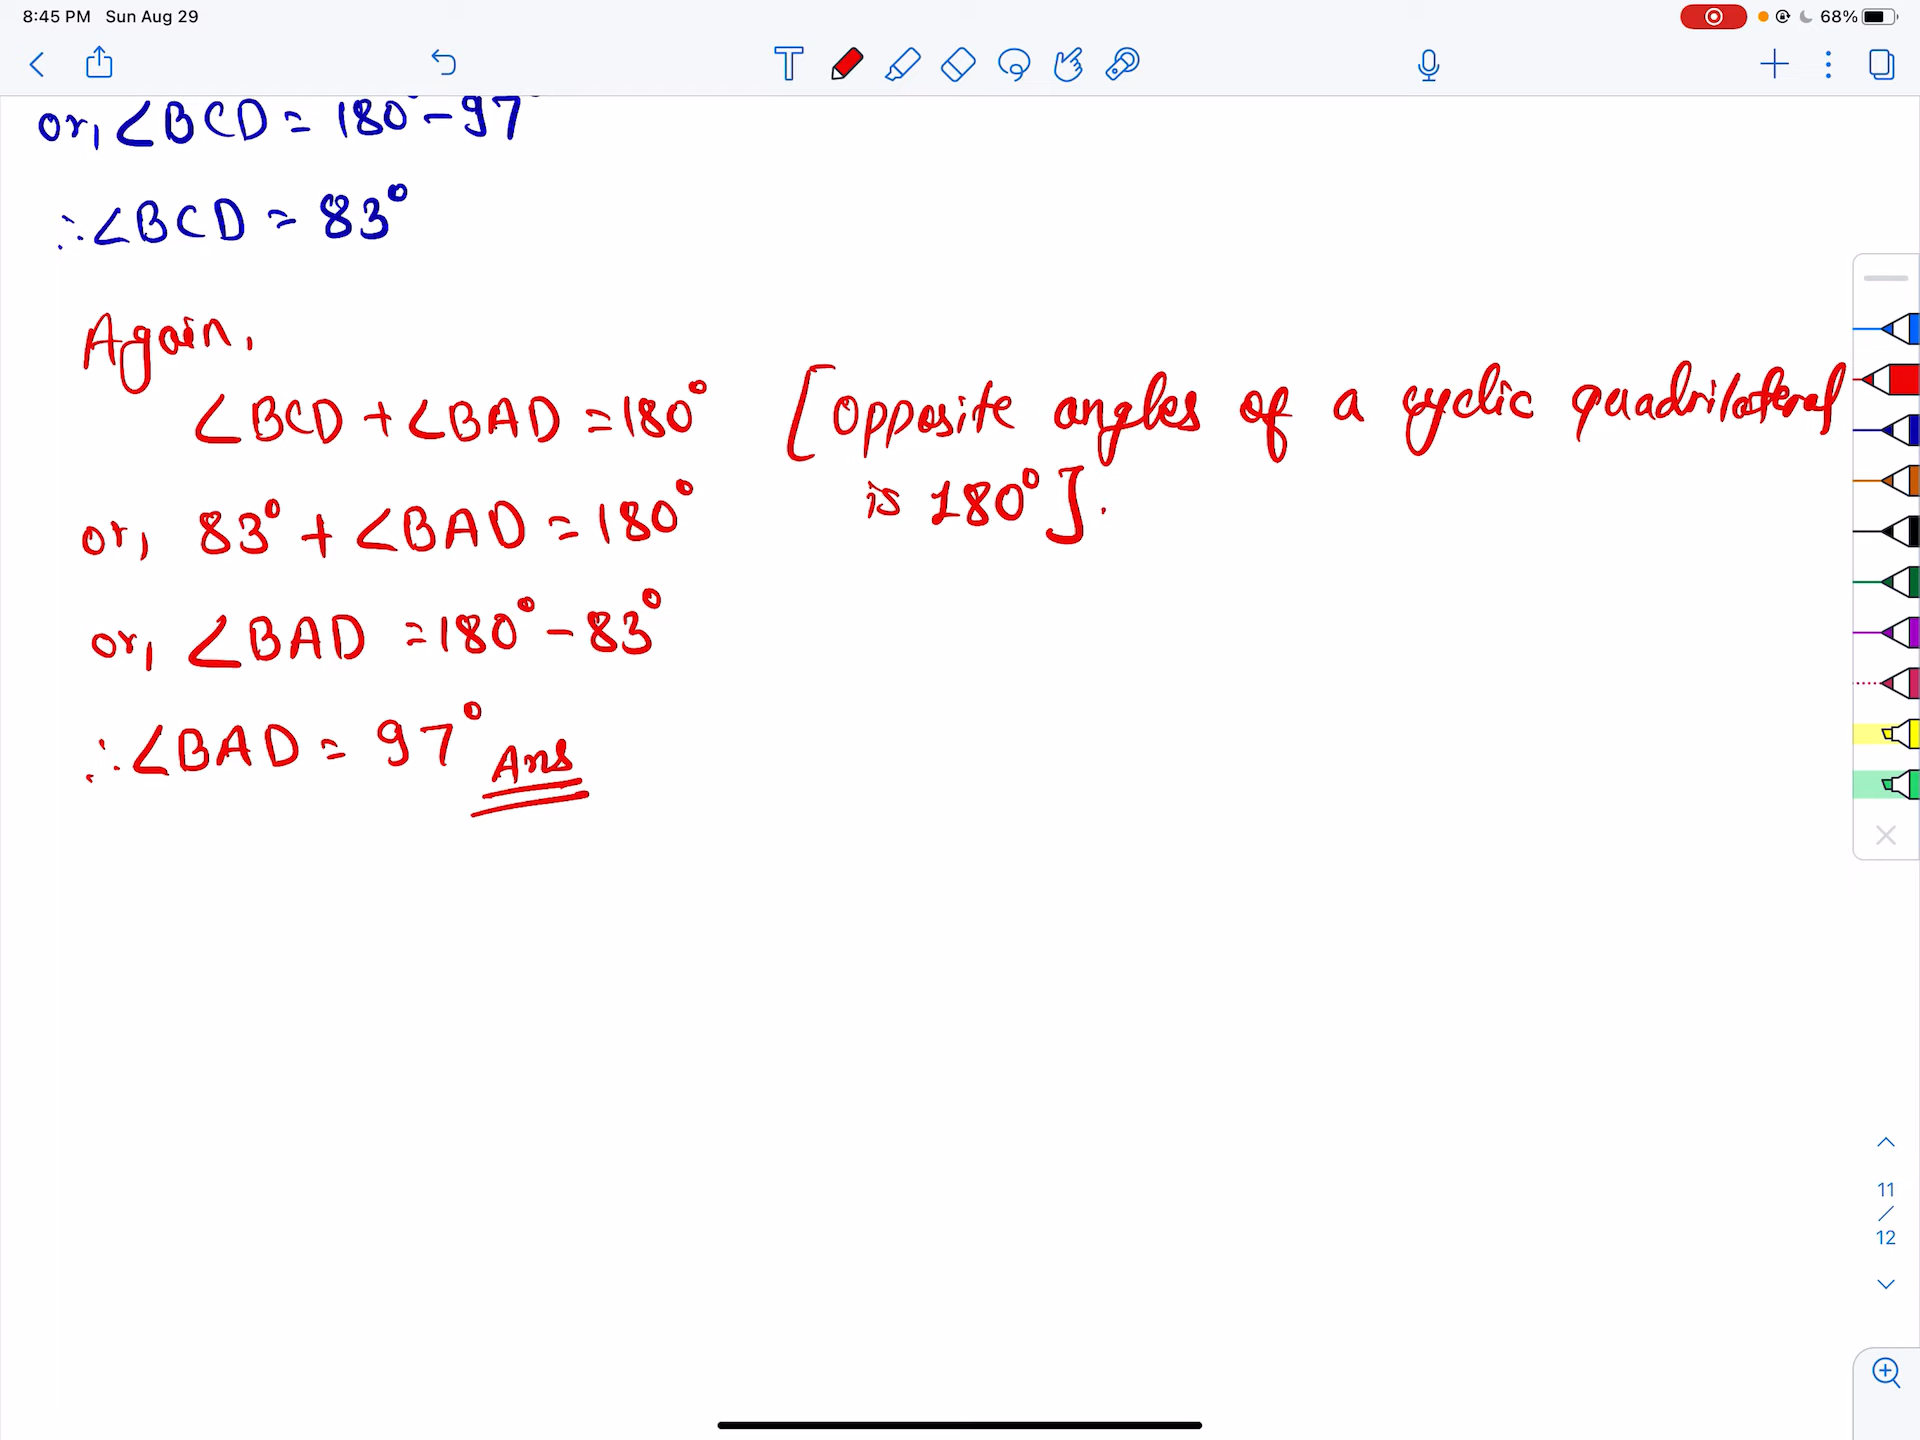 8:45 PM Sun Aug 29
68%
or, ∠BCD = 180° - 97°
∴ ∠BCD = 83°
Again,
∠BCD + ∠BAD = 180° [Opposite angles of a cyclic quadrilateral
is 180°].
or, 83° + ∠BAD = 180°
or, ∠BAD = 180° - 83°
∴ ∠BAD = 97° Ans
11
/
12